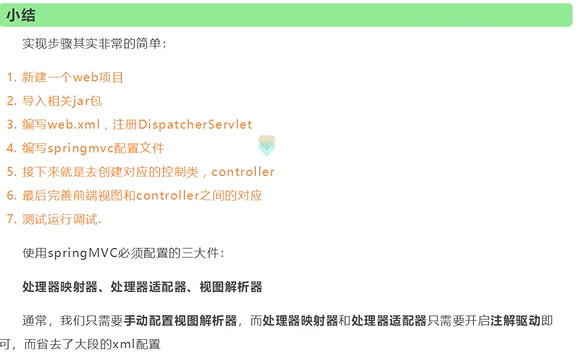 小结
实现步骤其实非常的简单：
1. 新建一个web项目
2. 导入相关jar包
3. 编写web.xml，注册DispatcherServlet
4. 编写springmvc配置文件
5. 接下来就是去创建对应的控制类，controller
6. 最后完善前端视图和controller之间的对应
7. 测试运行调试.
使用springMVC必须配置的三大件：
处理器映射器、处理器适配器、视图解析器
通常，我们只需要手动配置视图解析器，而处理器映射器和处理器适配器只需要开启注解驱动即
可，而省去了大段的xml配置